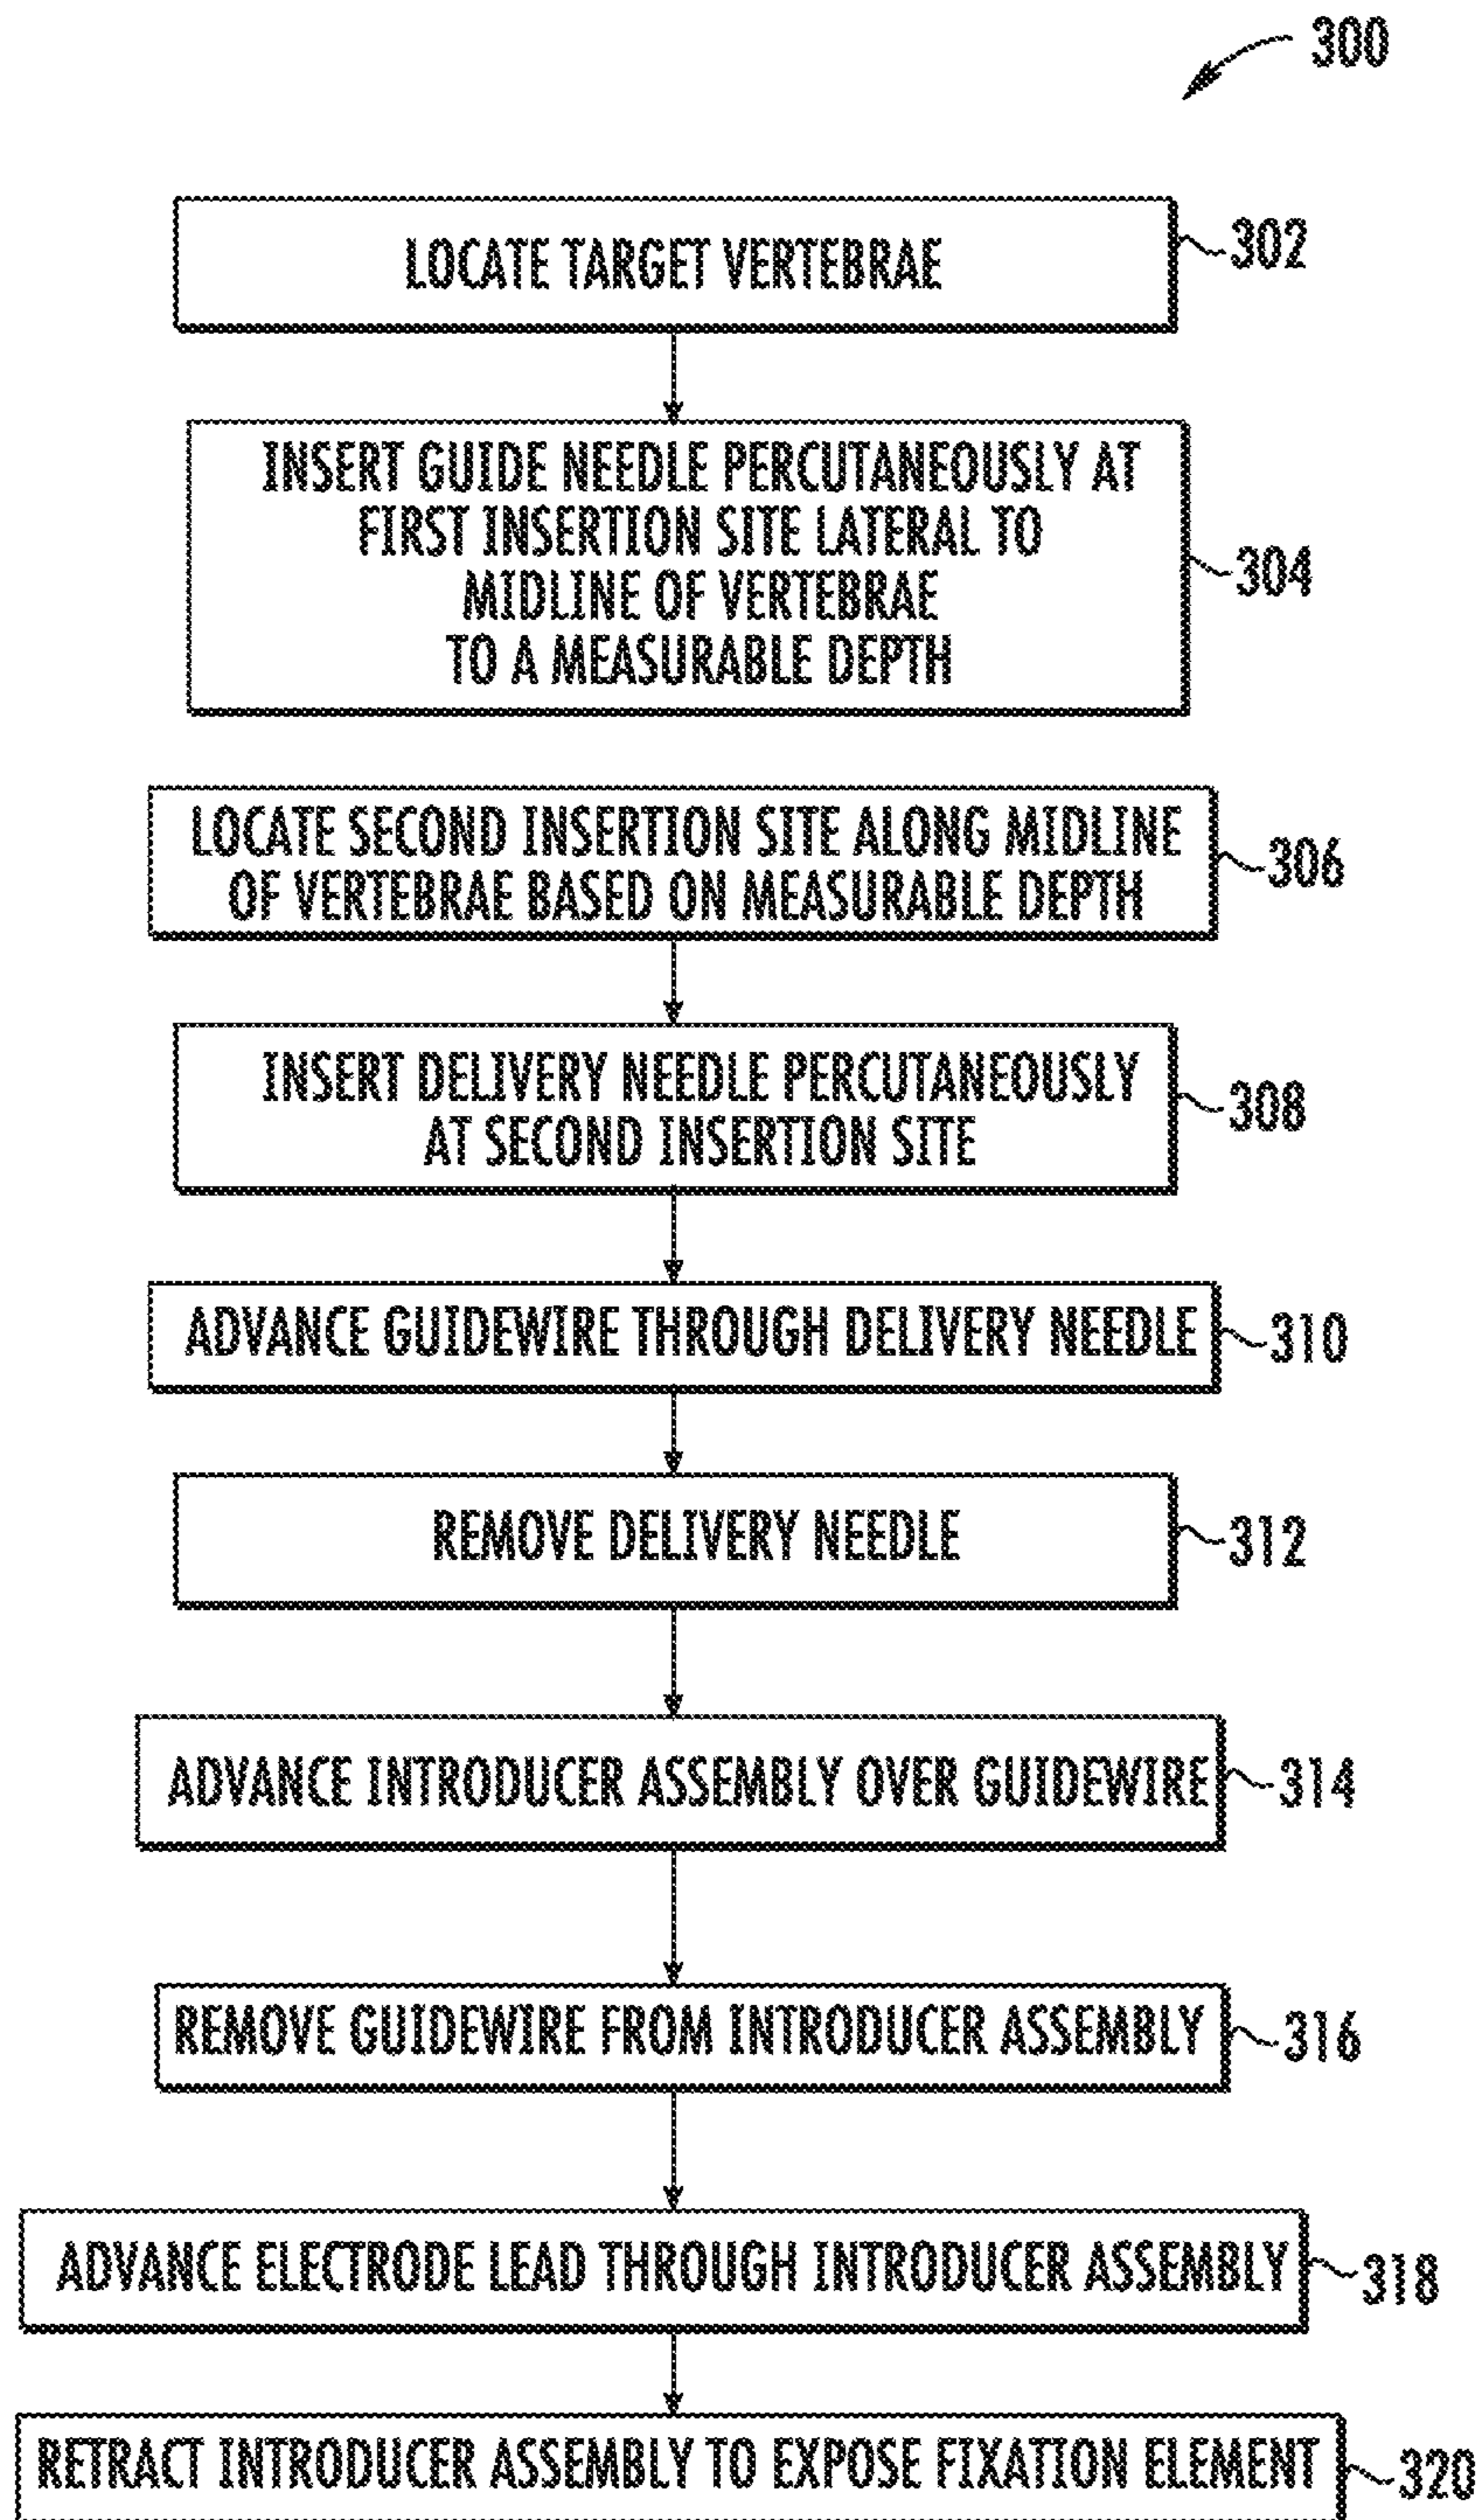 300
LOCATE TARGET VERTEBRAE
302
INSERT GUIDE NEEDLE PERCUTANEOUSLY AT
FIRST INSERTION SITE LATERAL TO
MIDLINE OF VERTEBRAE
TO A MEASURABLE DEPTH
304
LOCATE SECOND INSERTION SITE ALONG MIDLINE
OF VERTEBRAE BASED ON MEASURABLE DEPTH
306
INSERT DELIVERY NEEDLE PERCUTANEOUSLY
AT SECOND INSERTION SITE
308
ADVANCE GUIDEWIRE THROUGH DELIVERY NEEDLE
310
REMOVE DELIVERY NEEDLE
312
ADVANCE INTRODUCER ASSEMBLY OVER GUIDEWIRE
314
REMOVE GUIDEWIRE FROM INTRODUCER ASSEMBLY
316
ADVANCE ELECTRODE LEAD THROUGH INTRODUCER ASSEMBLY
318
RETRACT INTRODUCER ASSEMBLY TO EXPOSE FIXATION ELEMENT
320